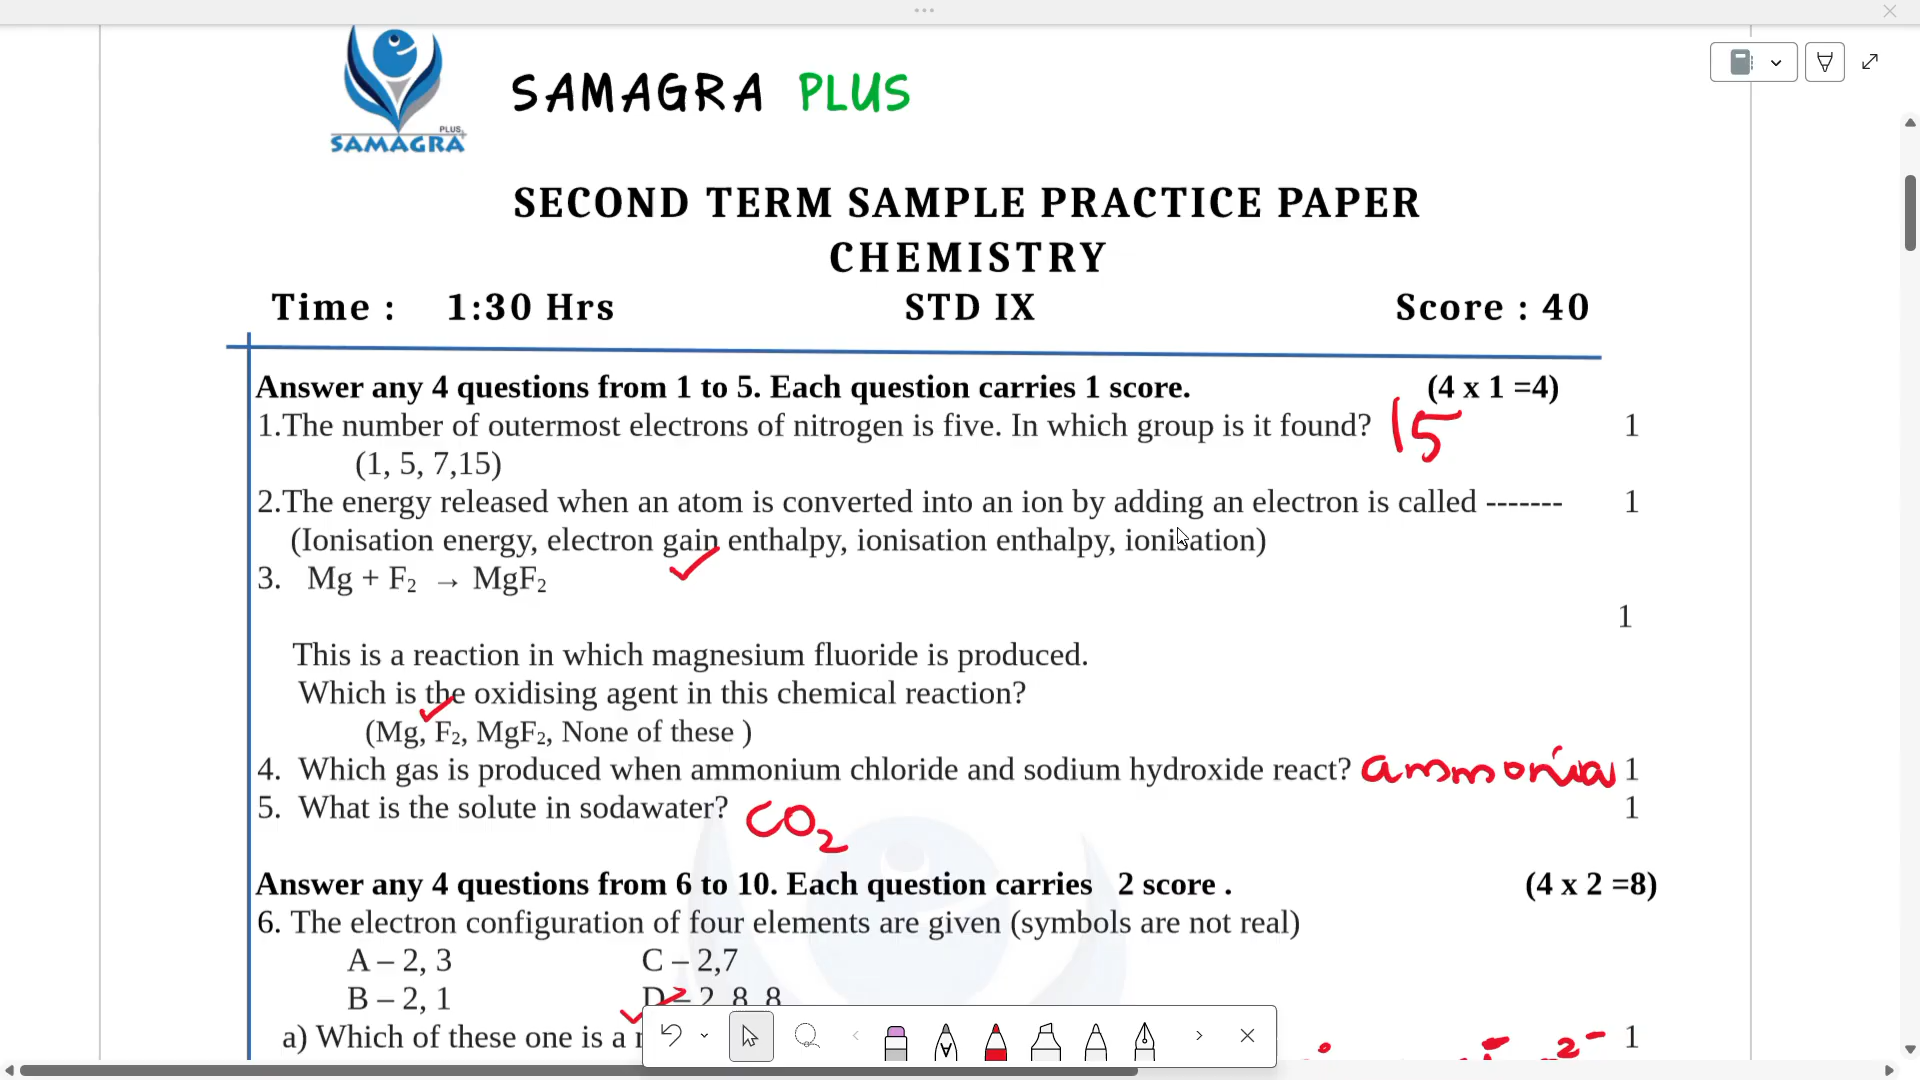 PLUS
SAMAGRA
SAMAGRA PLUS
SECOND TERM SAMPLE PRACTICE PAPER
CHEMISTRY
Time : 1:30 Hrs STD IX Score : 40
Answer any 4 questions from 1 to 5. Each question carries 1 score. (4 x 1 =4)
1.The number of outermost electrons of nitrogen is five. In which group is it found? 15 1
(1, 5, 7,15)
2.The energy released when an atom is converted into an ion by adding an electron is called ------- 1
(Ionisation energy, electron gain enthalpy, ionisation enthalpy, ionisation)
3. Mg + F₂ → MgF₂
1
This is a reaction in which magnesium fluoride is produced.
Which is the oxidising agent in this chemical reaction?
(Mg, F₂, MgF₂, None of these )
4. Which gas is produced when ammonium chloride and sodium hydroxide react? ammonia 1
5. What is the solute in sodawater? CO₂ 1
Answer any 4 questions from 6 to 10. Each question carries 2 score . (4 x 2 =8)
6. The electron configuration of four elements are given (symbols are not real)
A – 2, 3 C – 2,7
B – 2, 1 D – 2, 8, 8
a) Which of these one is a 1